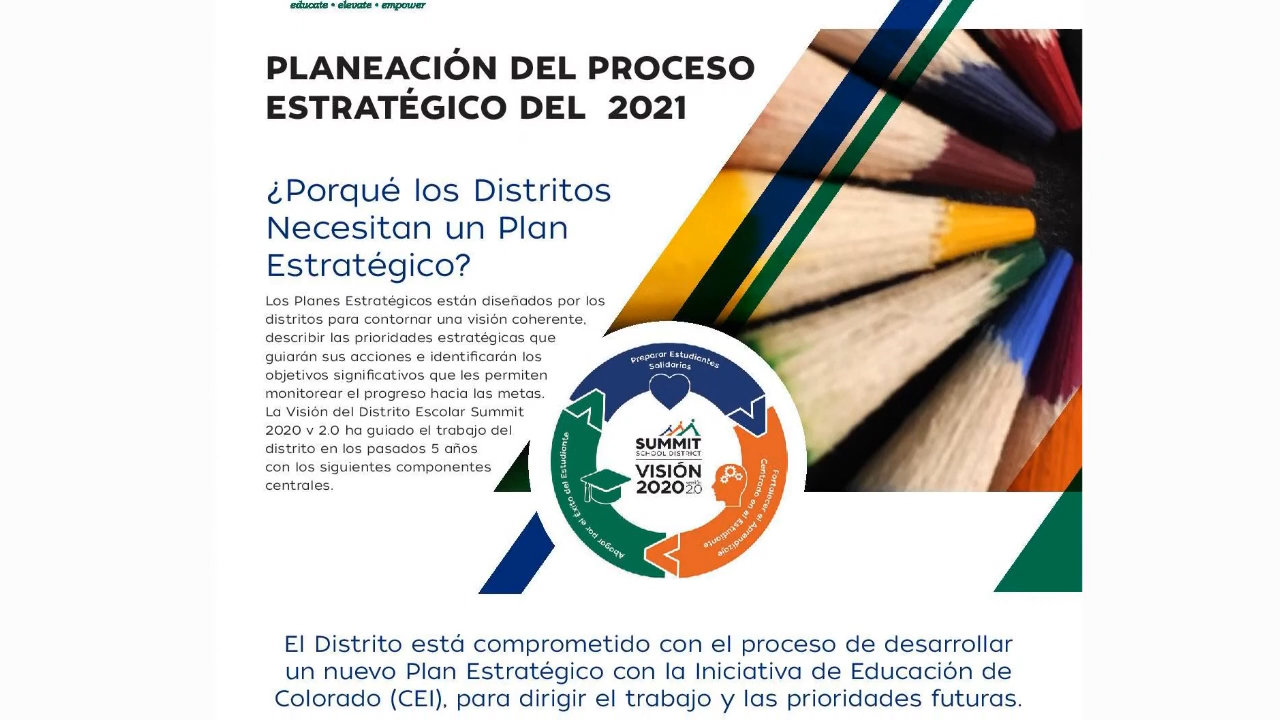 educate • elevate • empower
PLANEACIÓN DEL PROCESO
ESTRATÉGICO DEL 2021
¿Porqué los Distritos
Necesitan un Plan
Estratégico?
Los Planes Estratégicos están diseñados por los
distritos para contornar una visión coherente,
describir las prioridades estratégicas que
guiarán sus acciones e identificarán los
objetivos significativos que les permiten
monitorear el progreso hacia las metas.
La Visión del Distrito Escolar Summit
2020 v 2.0 ha guiado el trabajo del
distrito en los pasados 5 años
con los siguientes componentes
centrales.
Preparar Estudiantes
Solidarios
Fortalecer el Aprendizaje
Centrado en el Estudiante
Abogar por el Éxito del Estudiante
SUMMIT
SCHOOL DISTRICT
VISIÓN
2020 2.0
El Distrito está comprometido con el proceso de desarrollar
un nuevo Plan Estratégico con la Iniciativa de Educación de
Colorado (CEI), para dirigir el trabajo y las prioridades futuras.